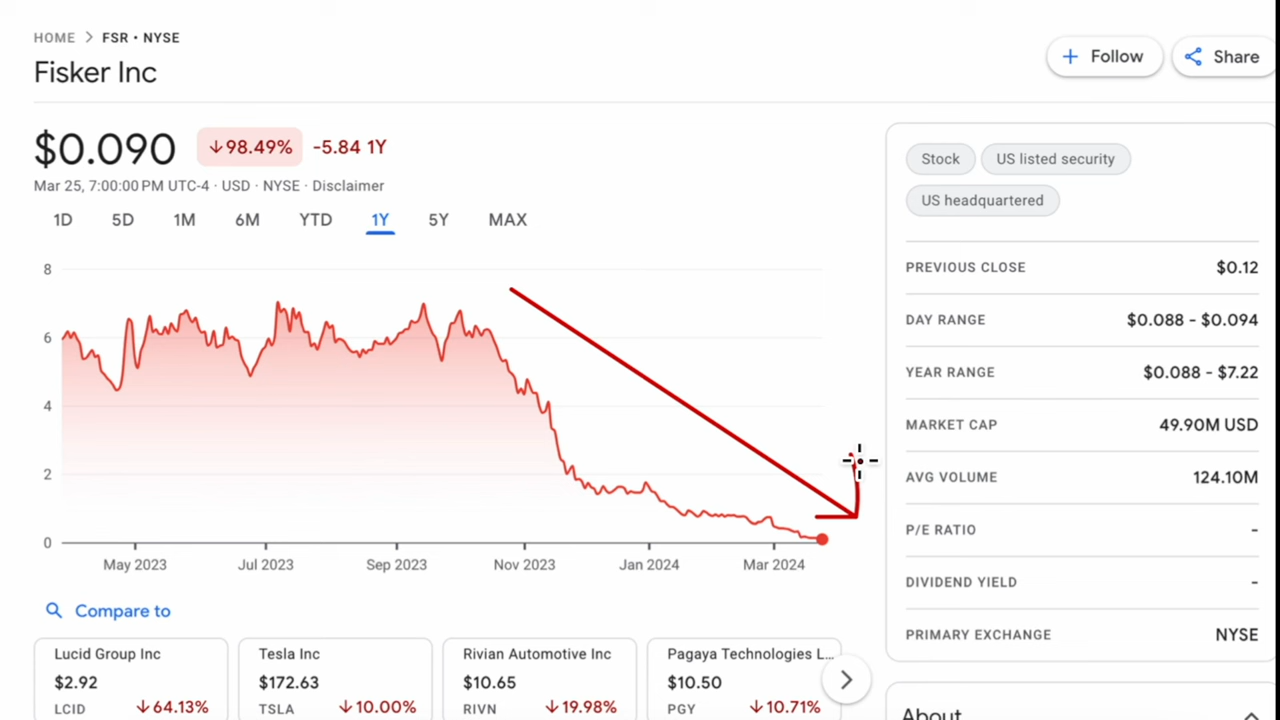 HOME > FSR • NYSE
Fisker Inc
Follow
Share
$0.090 ↓98.49% -5.84 1Y
Mar 25, 7:00:00 PM UTC-4 · USD · NYSE · Disclaimer
1D 5D 1M 6M YTD 1Y 5Y MAX
8
6
4
2
0
May 2023 Jul 2023 Sep 2023 Nov 2023 Jan 2024 Mar 2024
Compare to
Lucid Group Inc
$2.92
LCID ↓64.13%
Tesla Inc
$172.63
TSLA ↓10.00%
Rivian Automotive Inc
$10.65
RIVN ↓19.98%
Pagaya Technologies L...
$10.50
PGY ↓10.71%
Stock US listed security
US headquartered
PREVIOUS CLOSE $0.12
DAY RANGE $0.088 - $0.094
YEAR RANGE $0.088 - $7.22
MARKET CAP 49.90M USD
AVG VOLUME 124.10M
P/E RATIO -
DIVIDEND YIELD -
PRIMARY EXCHANGE NYSE
About